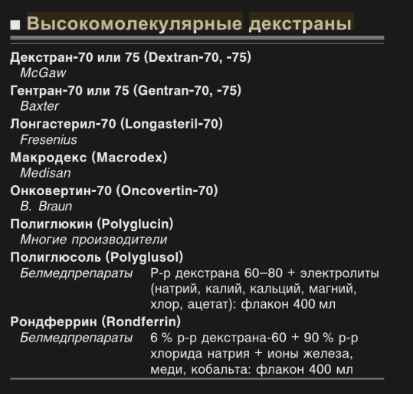 ■ Высокомолекулярные декстраны
Декстран-70 или 75 (Dextran-70, -75)
McGaw
Гентран-70 или 75 (Gentran-70, -75)
Baxter
Лонгастерил-70 (Longasteril-70)
Fresenius
Макродекс (Macrodex)
Medisan
Онковертин-70 (Oncovertin-70)
B. Braun
Полиглюкин (Polyglucin)
Многие производители
Полиглюсоль (Polyglusol)
Белмедпрепараты Р-р декстрана 60–80 + электролиты
(натрий, калий, кальций, магний,
хлор, ацетат): флакон 400 мл
Рондферрин (Rondferrin)
Белмедпрепараты 6 % р-р декстрана-60 + 90 % р-р
хлорида натрия + ионы железа,
меди, кобальта: флакон 400 мл